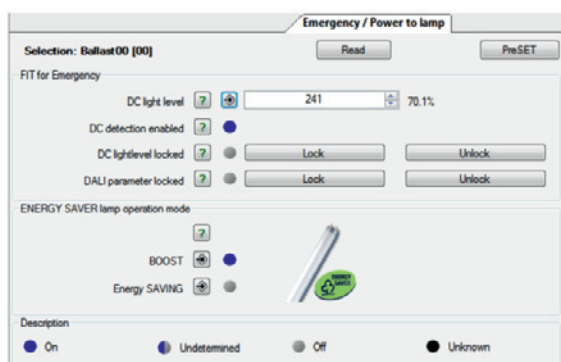 Emergency / Power to lamp
Selection: Ballast00 [00] Read PreSET
FIT for Emergency
DC light level ? 241 70.1%
DC detection enabled ?
DC lightlevel locked ? Lock Unlock
DALI parameter locked ? Lock Unlock
ENERGY SAVER lamp operation mode
?
BOOST
Energy SAVING
ENERGY SAVER
Description
On Undetermined Off Unknown